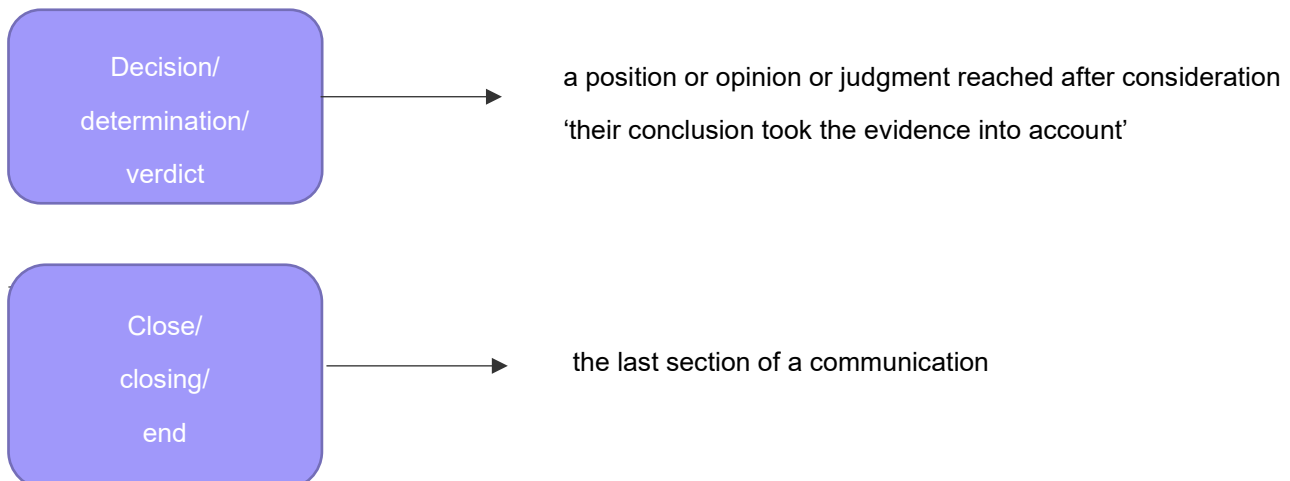 Decision/
determination/
verdict
a position or opinion or judgment reached after consideration
‘their conclusion took the evidence into account’
Close/
closing/
end
the last section of a communication